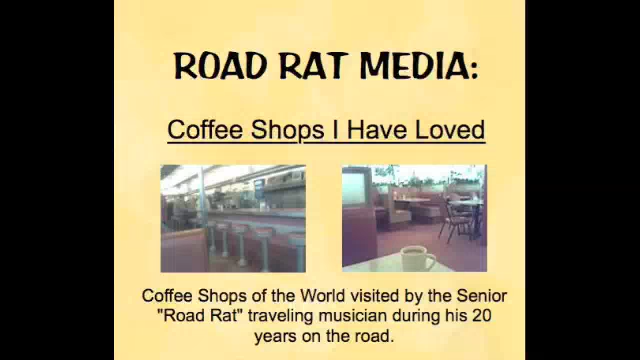 ROAD RAT MEDIA:
Coffee Shops I Have Loved
Coffee Shops of the World visited by the Senior
"Road Rat" traveling musician during his 20
years on the road.